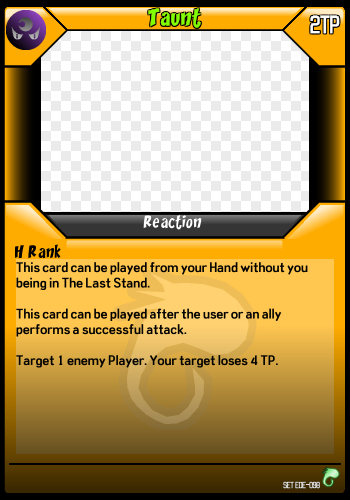 Taunt
2TP
Reaction
H Rank
This card can be played from your Hand without you
being in The Last Stand.
This card can be played after the user or an ally
performs a successful attack.
Target 1 enemy Player. Your target loses 4 TP.
SET EDE-098